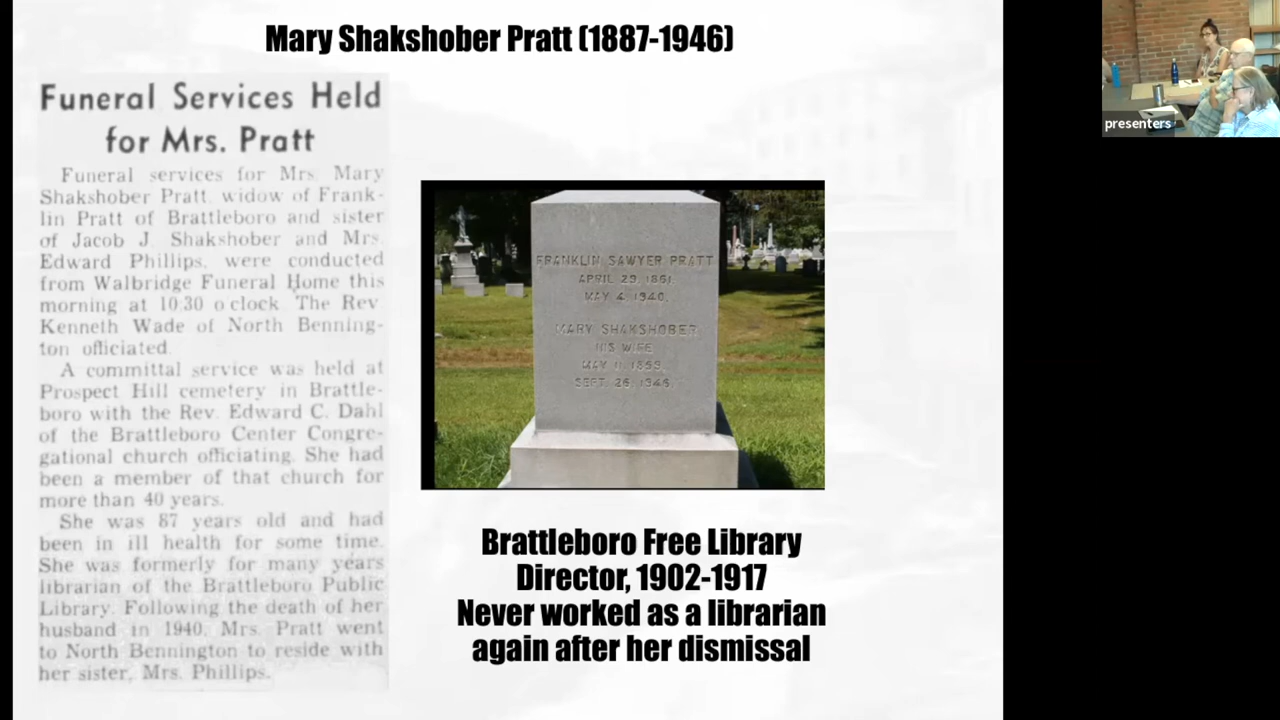 Mary Shakshober Pratt (1887-1946)
Funeral Services Held
for Mrs. Pratt
Funeral services for Mrs. Mary
Shakshober Pratt, widow of Frank-
lin Pratt of Brattleboro and sister
of Jacob J. Shakshober and Mrs.
Edward Phillips, were conducted
from Walbridge Funeral Home this
morning at 10:30 o'clock. The Rev.
Kenneth Wade of North Benning-
ton officiated.
A committal service was held at
Prospect Hill cemetery in Brattle-
boro with the Rev. Edward C. Dahl
of the Brattleboro Center Congre-
gational church officiating. She had
been a member of that church for
more than 40 years.
She was 87 years old and had
been in ill health for some time.
She was formerly for many years
librarian of the Brattleboro Public
Library. Following the death of her
husband in 1940, Mrs. Pratt went
to North Bennington to reside with
her sister, Mrs. Phillips.
FRANKLIN SAWYER PRATT
APRIL 29, 1861.
MAY 4, 1940.
MARY SHAKSHOBER
HIS WIFE
MAY 11, 1859.
SEPT. 26, 1946.
Brattleboro Free Library
Director, 1902-1917
Never worked as a librarian
again after her dismissal
presenters